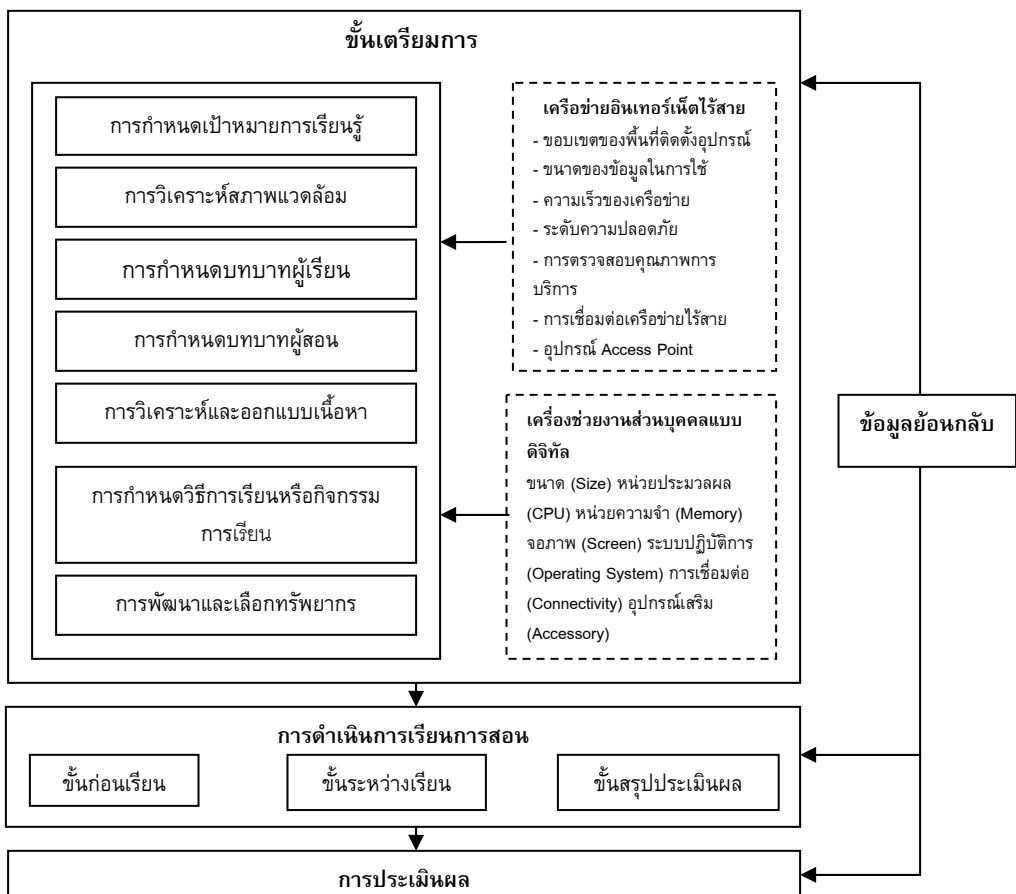 ขั้นเตรียมการ
การกำหนดเป้าหมายการเรียนรู้
การวิเคราะห์สภาพแวดล้อม
การกำหนดบทบาทผู้เรียน
การกำหนดบทบาทผู้สอน
การวิเคราะห์และออกแบบเนื้อหา
การกำหนดวิธีการเรียนหรือกิจกรรม
การเรียน
การพัฒนาและเลือกทรัพยากร
เครือข่ายอินเทอร์เน็ตไร้สาย
- ขอบเขตของพื้นที่ติดตั้งอุปกรณ์
- ขนาดของข้อมูลในการใช้
- ความเร็วของเครือข่าย
- ระดับความปลอดภัย
- การตรวจสอบคุณภาพการ
บริการ
- การเชื่อมต่อเครือข่ายไร้สาย
- อุปกรณ์ Access Point
เครื่องช่วยงานส่วนบุคคลแบบ
ดิจิทัล
ขนาด (Size) หน่วยประมวลผล
(CPU) หน่วยความจำ (Memory)
จอภาพ (Screen) ระบบปฏิบัติการ
(Operating System) การเชื่อมต่อ
(Connectivity) อุปกรณ์เสริม
(Accessory)
ข้อมูลย้อนกลับ
การดำเนินการเรียนการสอน
ขั้นก่อนเรียน
ขั้นระหว่างเรียน
ขั้นสรุปประเมินผล
การประเมินผล